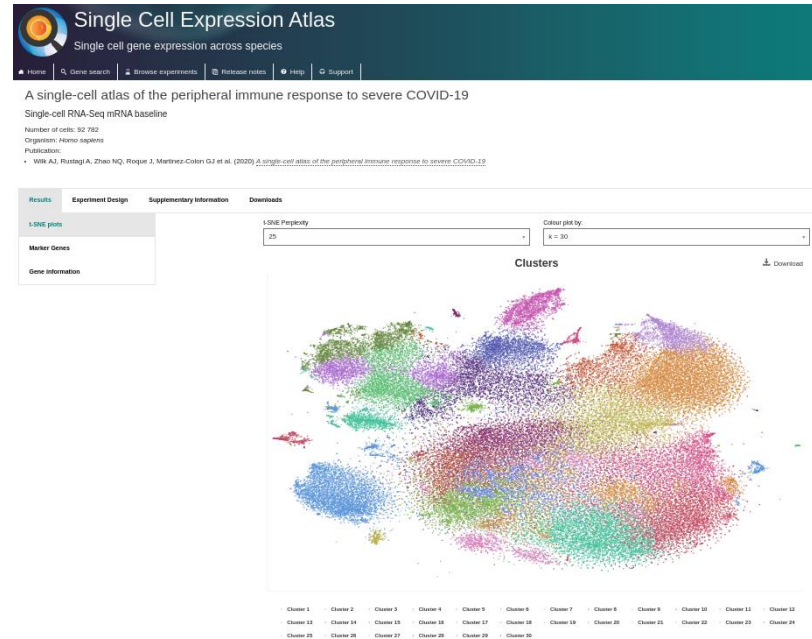 Single Cell Expression Atlas
Single cell gene expression across species
Home Gene search Browse experiments Release notes Help Support
A single-cell atlas of the peripheral immune response to severe COVID-19
Single-cell RNA-Seq mRNA baseline
Number of cells: 92 782
Organism: Homo sapiens
Publication:
• Wilk AJ, Rustagi A, Zhao NQ, Roque J, Martinez-Colon GJ et al. (2020) A single-cell atlas of the peripheral immune response to severe COVID-19
Results Experiment Design Supplementary Information Downloads
t-SNE plots
Marker Genes
Gene Information
t-SNE Perplexity Colour plot by:
25 k = 30
Clusters Download
Cluster 1 Cluster 2 Cluster 3 Cluster 4 Cluster 5 Cluster 6 Cluster 7 Cluster 8 Cluster 9 Cluster 10 Cluster 11 Cluster 12
Cluster 13 Cluster 14 Cluster 15 Cluster 16 Cluster 17 Cluster 18 Cluster 19 Cluster 20 Cluster 21 Cluster 22 Cluster 23 Cluster 24
Cluster 25 Cluster 26 Cluster 27 Cluster 28 Cluster 29 Cluster 30